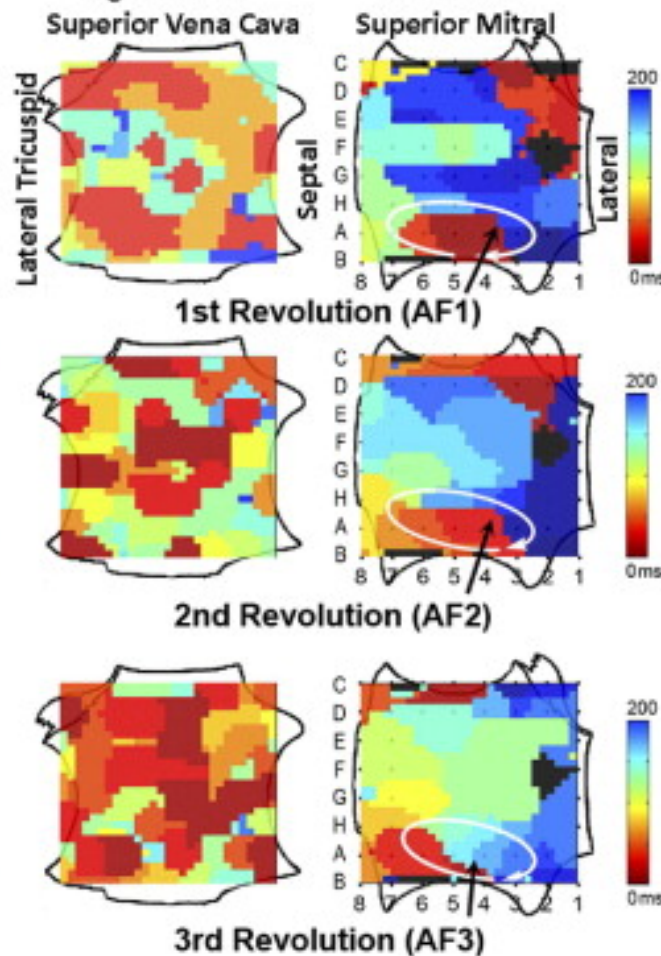 Superior Vena Cava
Superior Mitral
Lateral Tricuspid
Septal
Lateral
C
D
E
F
G
H
A
B
8 7 6 5 4 3 2 1
200
0ms
1st Revolution (AF1)
C
D
E
F
G
H
A
B
8 7 6 5 4 3 2 1
200
0ms
2nd Revolution (AF2)
C
D
E
F
G
H
A
B
8 7 6 5 4 3 2 1
200
0ms
3rd Revolution (AF3)